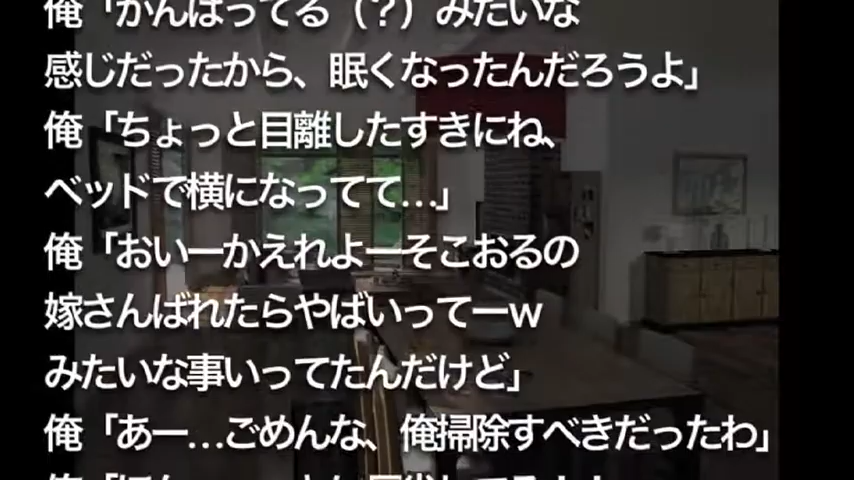 俺「がんばってる（？）みたいな
感じだったから、眠くなったんだろうよ」
俺「ちょっと目離したすきにね、
ベッドで横になってて…」
俺「おいーかえれよーそこおるの
嫁さんばれたらやばいってーw
みたいな事いってたんだけど」
俺「あー…ごめんな、俺掃除すべきだったわ」